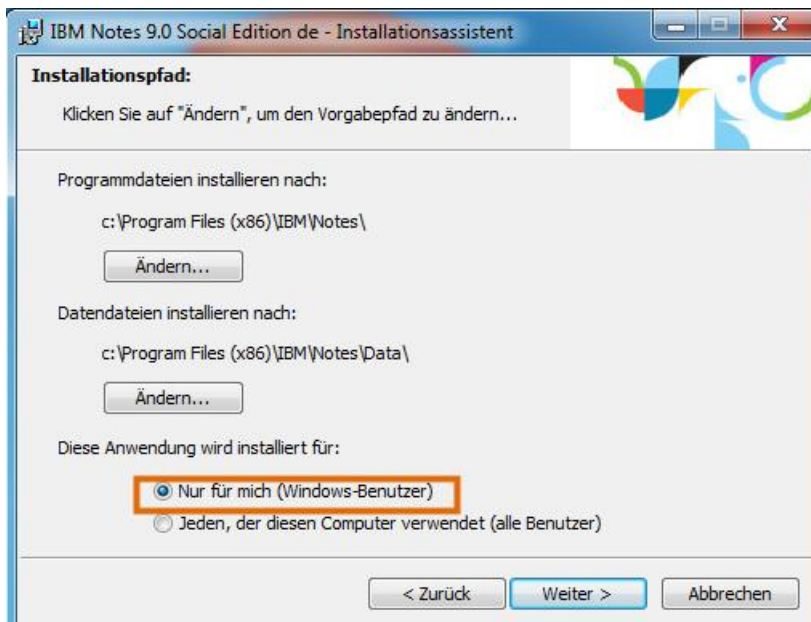 IBM Notes 9.0 Social Edition de - Installationsassistent
Installationspfad:
Klicken Sie auf "Ändern", um den Vorgabepfad zu ändern...
Programmdateien installieren nach:
c:\Program Files (x86)\IBM\Notes\
Ändern...
Datendateien installieren nach:
c:\Program Files (x86)\IBM\Notes\Data\
Ändern...
Diese Anwendung wird installiert für:
Nur für mich (Windows-Benutzer)
Jeden, der diesen Computer verwendet (alle Benutzer)
< Zurück
Weiter >
Abbrechen